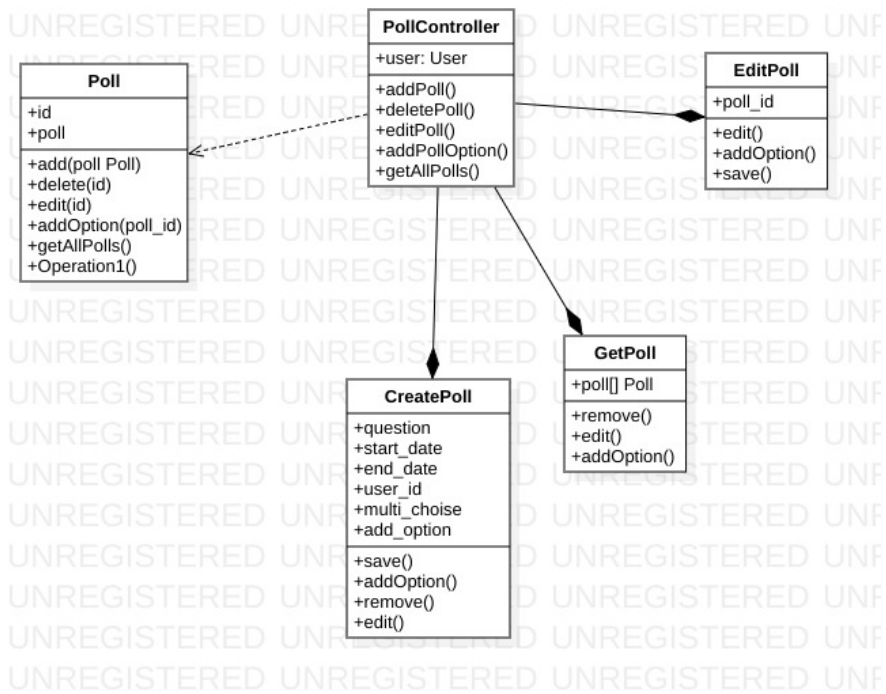 PollController
+user: User
+addPoll()
+deletePoll()
+editPoll()
+addPollOption()
+getAllPolls()
Poll
+id
+poll
+add(poll Poll)
+delete(id)
+edit(id)
+addOption(poll_id)
+getAllPolls()
+Operation1()
EditPoll
+poll_id
+edit()
+addOption()
+save()
GetPoll
+poll[] Poll
+remove()
+edit()
+addOption()
CreatePoll
+question
+start_date
+end_date
+user_id
+multi_choise
+add_option
+save()
+addOption()
+remove()
+edit()
UNREGISTERED